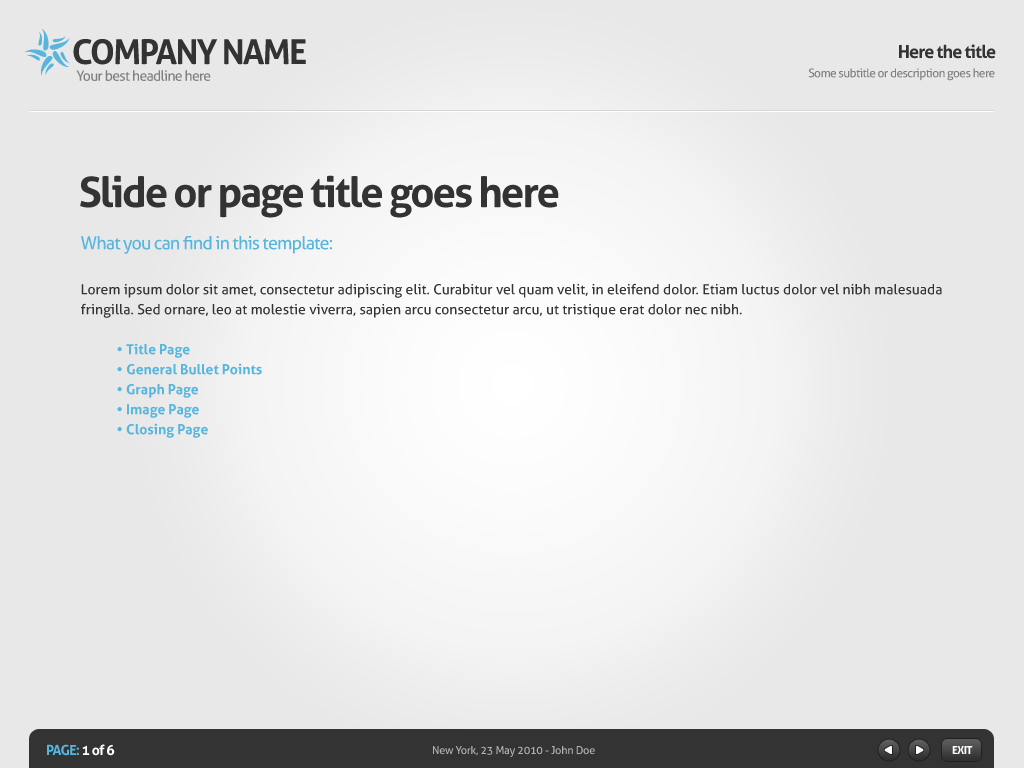 COMPANY NAME
Your best headline here
Here the title
Some subtitle or description goes here
Slide or page title goes here
What you can find in this template:
Lorem ipsum dolor sit amet, consectetur adipiscing elit. Curabitur vel quam velit, in eleifend dolor. Etiam luctus dolor vel nibh malesuada
fringilla. Sed ornare, leo at molestie viverra, sapien arcu consectetur arcu, ut tristique erat dolor nec nibh.
• Title Page
• General Bullet Points
• Graph Page
• Image Page
• Closing Page
PAGE: 1 of 6
New York, 23 May 2010 - John Doe
EXIT